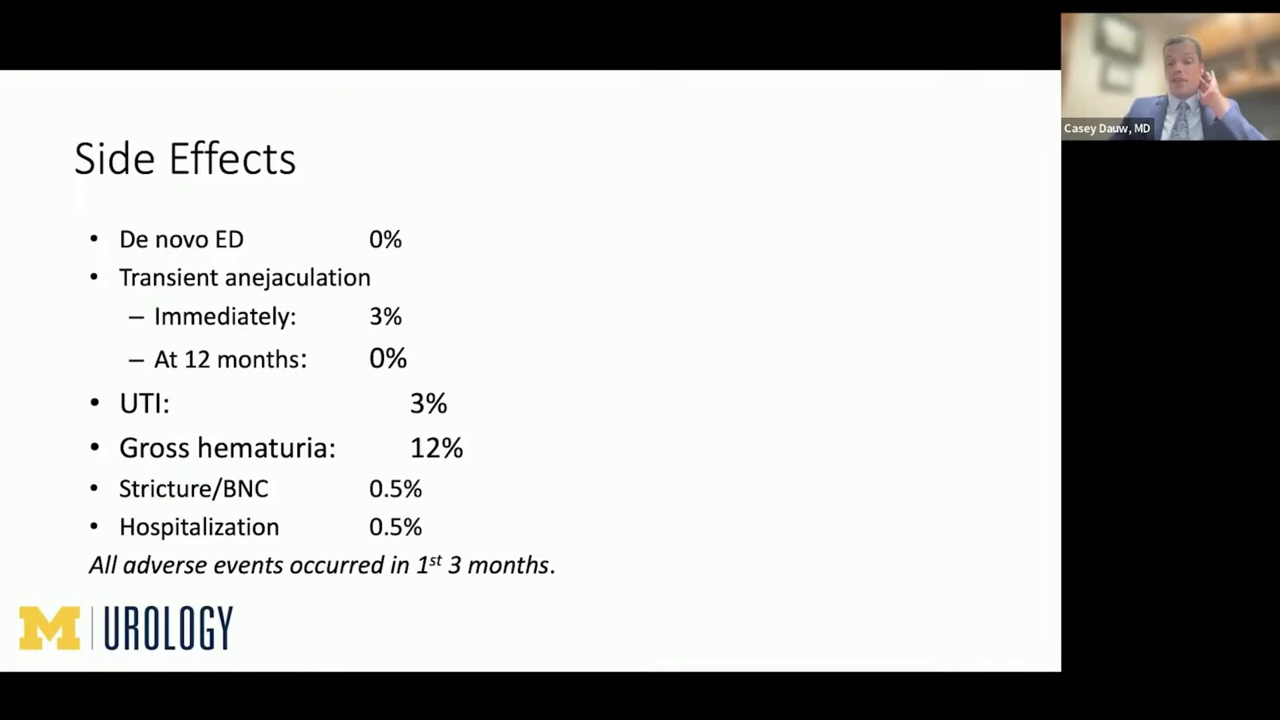 Side Effects
• De novo ED 0%
• Transient anejaculation
– Immediately: 3%
– At 12 months: 0%
• UTI: 3%
• Gross hematuria: 12%
• Stricture/BNC 0.5%
• Hospitalization 0.5%
All adverse events occurred in 1st 3 months.
M | UROLOGY
Casey Dauw, MD